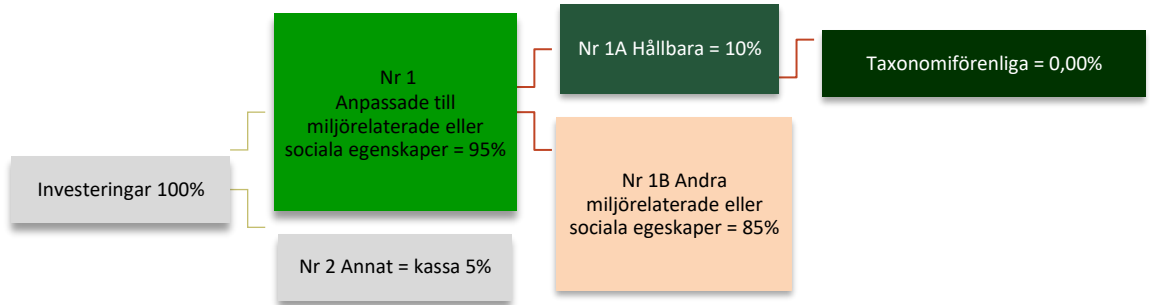 Investeringar 100%
Nr 1
Anpassade till
miljörelaterade eller
sociala egenskaper = 95%
Nr 2 Annat = kassa 5%
Nr 1A Hållbara = 10%
Nr 1B Andra
miljörelaterade eller
sociala egeskaper = 85%
Taxonomiförenliga = 0,00%